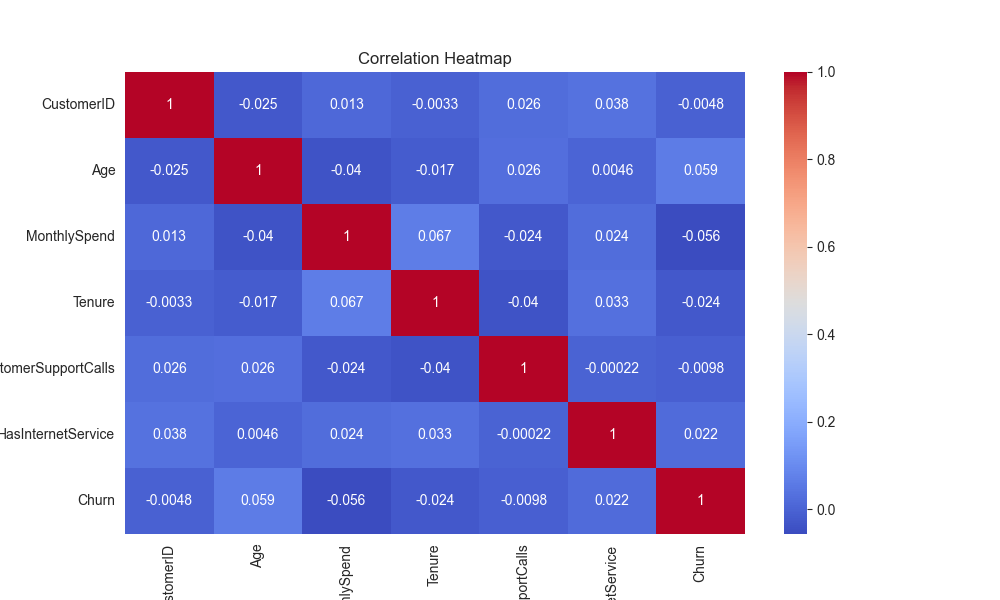 Correlation Heatmap
CustomerID 1 -0.025 0.013 -0.0033 0.026 0.038 -0.0048
Age -0.025 1 -0.04 -0.017 0.026 0.0046 0.059
MonthlySpend 0.013 -0.04 1 0.067 -0.024 0.024 -0.056
Tenure -0.0033 -0.017 0.067 1 -0.04 0.033 -0.024
tomerSupportCalls 0.026 0.026 -0.024 -0.04 1 -0.00022 -0.0098
HasInternetService 0.038 0.0046 0.024 0.033 -0.00022 1 0.022
Churn -0.0048 0.059 -0.056 -0.024 -0.0098 0.022 1
stomerID Age hlySpend Tenure portCalls etService Churn
1.0
0.8
0.6
0.4
0.2
0.0